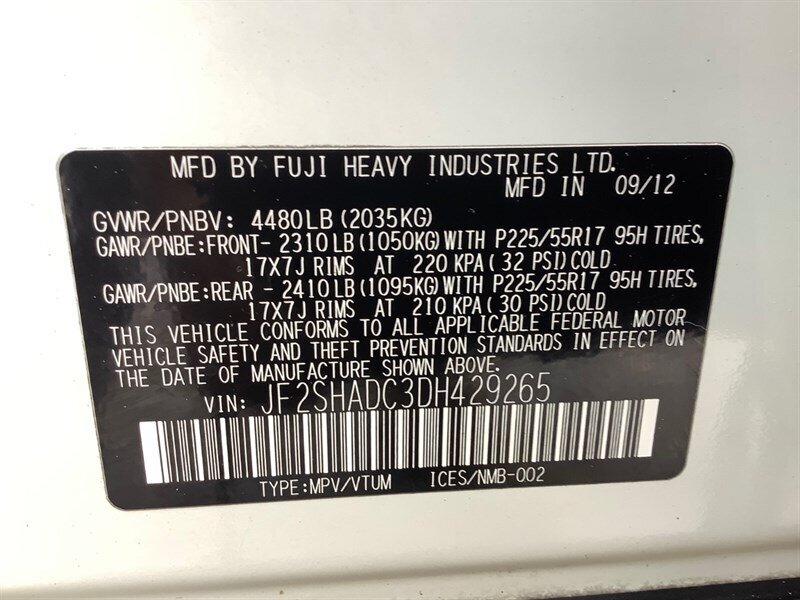 MFD BY FUJI HEAVY INDUSTRIES LTD.
MFD IN 09/12
GVWR/PNBV: 4480LB (2035KG)
GAWR/PNBE:FRONT- 2310LB (1050KG) WITH P225/55R17 95H TIRES,
17X7J RIMS AT 220 KPA ( 32 PSI) COLD
GAWR/PNBE:REAR - 2410LB (1095KG) WITH P225/55R17 95H TIRES,
17X7J RIMS AT 210 KPA ( 30 PSI) COLD
THIS VEHICLE CONFORMS TO ALL APPLICABLE FEDERAL MOTOR
VEHICLE SAFETY AND THEFT PREVENTION STANDARDS IN EFFECT ON
THE DATE OF MANUFACTURE SHOWN ABOVE.
VIN: JF2SHADC3DH429265
TYPE:MPV/VTUM ICES/NMB-002